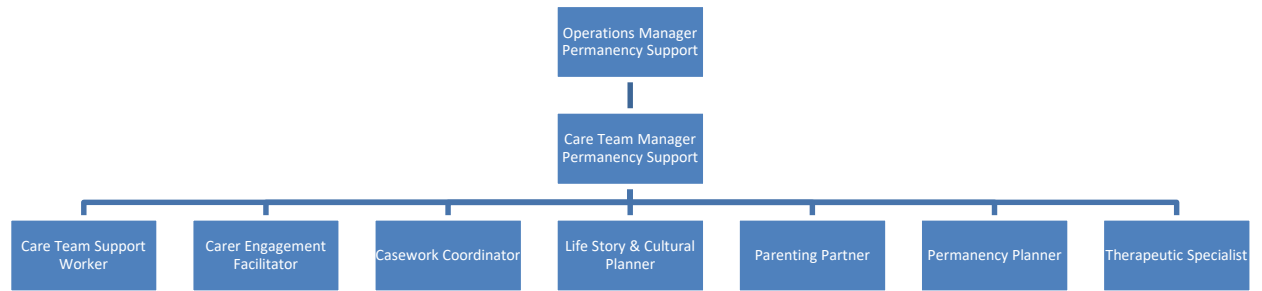 Operations Manager
Permanency Support
Care Team Manager
Permanency Support
Care Team Support
Worker
Carer Engagement
Facilitator
Casework Coordinator
Life Story & Cultural
Planner
Parenting Partner
Permanency Planner
Therapeutic Specialist